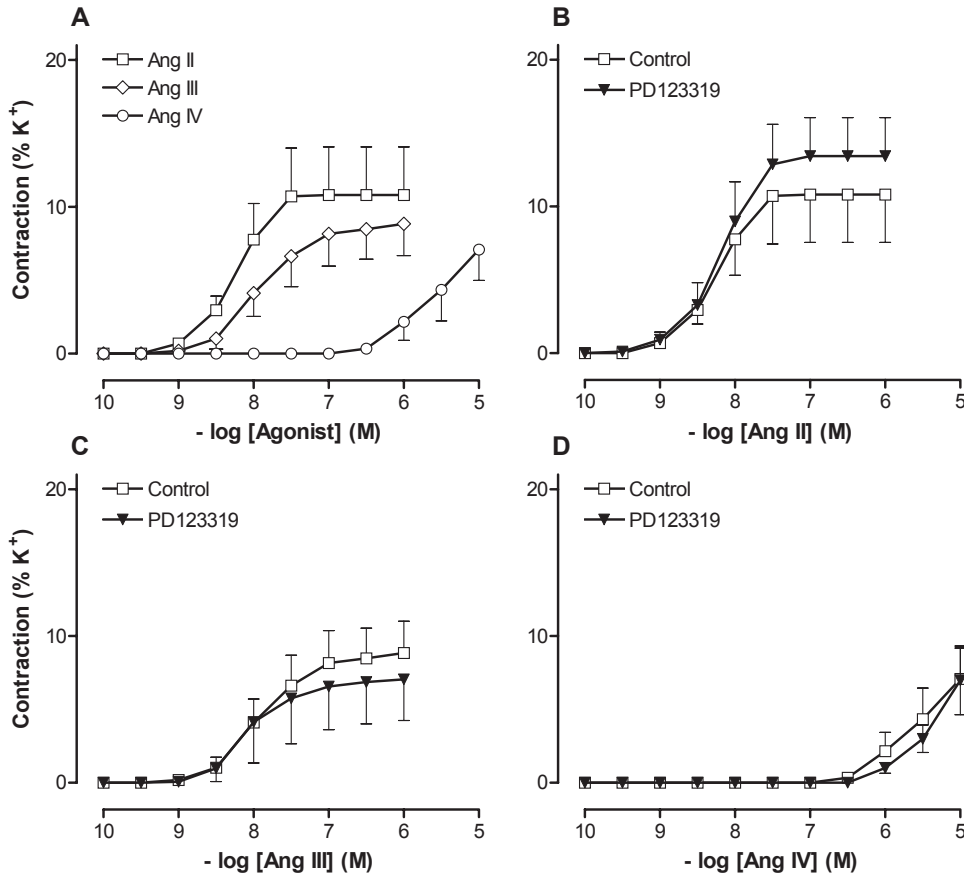 A
Ang II
Ang III
Ang IV
Contraction (% K+)
20
10
0
10 9 8 7 6 5
- log [Agonist] (M)
B
Control
PD123319
20
10
0
10 9 8 7 6 5
- log [Ang II] (M)
C
Control
PD123319
Contraction (% K+)
20
10
0
10 9 8 7 6 5
- log [Ang III] (M)
D
Control
PD123319
20
10
0
10 9 8 7 6 5
- log [Ang IV] (M)